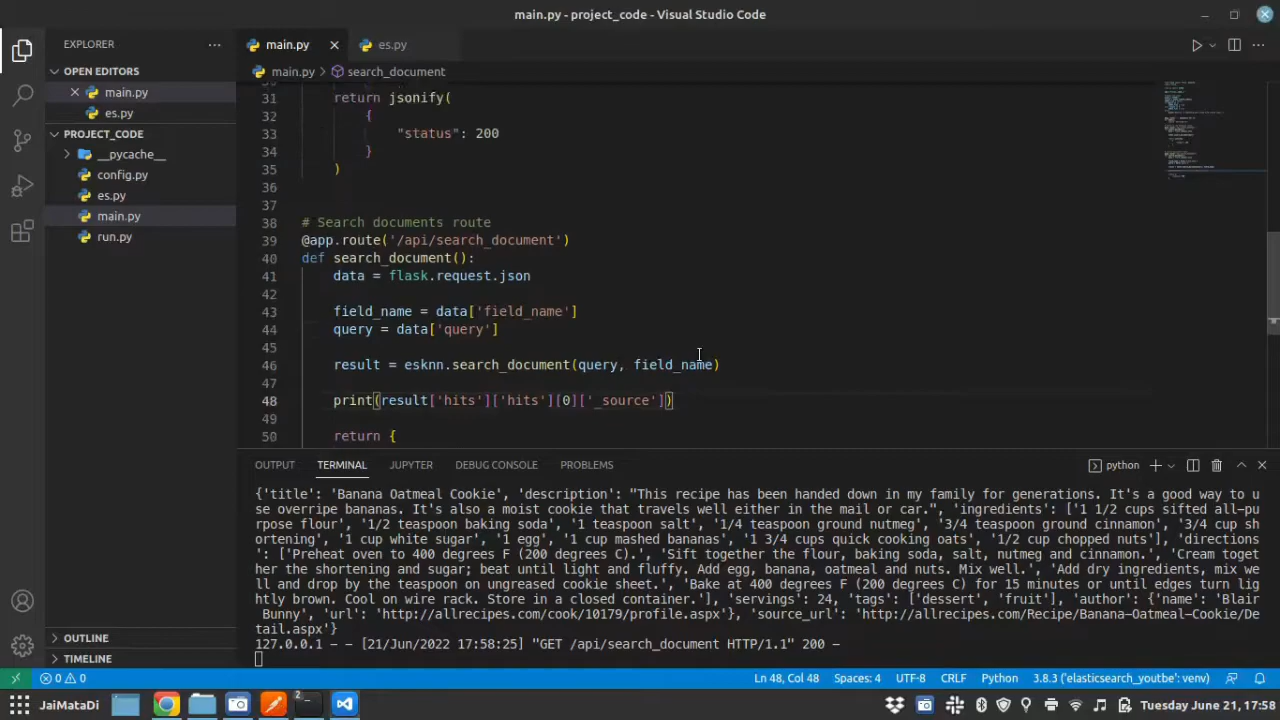 main.py - project_code - Visual Studio Code
EXPLORER
main.py
es.py
OPEN EDITORS
main.py > search_document
main.py
es.py
PROJECT_CODE
__pycache__
config.py
es.py
main.py
run.py
31 return jsonify(
32 {
33 "status": 200
34 }
35 )
36
37
38 # Search documents route
39 @app.route('/api/search_document')
40 def search_document():
41 data = flask.request.json
42
43 field_name = data['field_name']
44 query = data['query']
45
46 result = esknn.search_document(query, field_name)
47
48 print(result['hits']['hits'][0]['_source'])
49
50 return {
OUTPUT TERMINAL JUPYTER DEBUG CONSOLE PROBLEMS python
{'title': 'Banana Oatmeal Cookie', 'description': "This recipe has been handed down in my family for generations. It's a good way to u
se overripe bananas. It's also a moist cookie that travels well either in the mail or car.", 'ingredients': ['1 1/2 cups sifted all-pu
rpose flour', '1/2 teaspoon baking soda', '1 teaspoon salt', '1/4 teaspoon ground nutmeg', '3/4 teaspoon ground cinnamon', '3/4 cup sh
ortening', '1 cup white sugar', '1 egg', '1 cup mashed bananas', '1 3/4 cups quick cooking oats', '1/2 cup chopped nuts'], 'directions
': ['Preheat oven to 400 degrees F (200 degrees C).', 'Sift together the flour, baking soda, salt, nutmeg and cinnamon.', 'Cream toget
her the shortening and sugar; beat until light and fluffy. Add egg, banana, oatmeal and nuts. Mix well.', 'Add dry ingredients, mix we
ll and drop by the teaspoon on ungreased cookie sheet.', 'Bake at 400 degrees F (200 degrees C) for 15 minutes or until edges turn lig
htly brown. Cool on wire rack. Store in a closed container.'], 'servings': 24, 'tags': ['dessert', 'fruit'], 'author': {'name': 'Blair
 Bunny', 'url': 'http://allrecipes.com/cook/10179/profile.aspx'}, 'source_url': 'http://allrecipes.com/Recipe/Banana-Oatmeal-Cookie/De
tail.aspx'}
127.0.0.1 - - [21/Jun/2022 17:58:25] "GET /api/search_document HTTP/1.1" 200 -
OUTLINE
TIMELINE
0 0 Ln 48, Col 48 Spaces: 4 UTF-8 CRLF Python 3.8.3 ('elasticsearch_youtbe': venv)
JaiMataDi 2 Tuesday June 21, 17:58